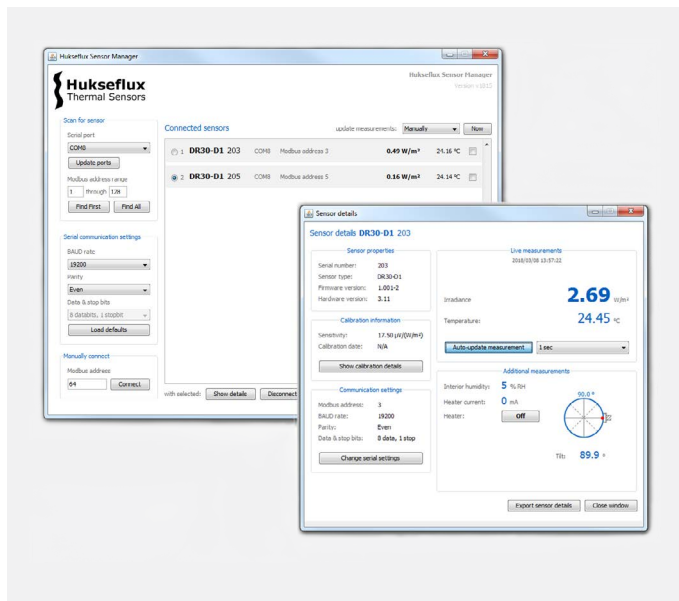 Hukseflux Sensor Manager
Hukseflux
Thermal Sensors
Hukseflux Sensor Manager
Scan for sensor
Serial port
COM8
Update ports
Modbus address range
1 through 128
Find First Find All
Serial communication settings
BAUD rate
19200
Parity
Even
Data & stop bits
8 databits, 1 stopbit
Load defaults
Manually connect
Modbus address
64 Connect
Connected sensors update measurements: Manually Now
1 DR30-D1 203 COM8 Modbus address 3 0.49 W/m² 24.16 °C
2 DR30-D1 205 COM8 Modbus address 5 0.16 W/m² 24.14 °C
with selected: Show details Disconnect
Sensor details
Sensor details DR30-D1 203
Sensor properties
Serial number: 203
Sensor type: DR30-D1
Firmware version: 1.001-2
Hardware version: 3.11
Calibration information
Sensitivity: 17.50 µV/(W/m²)
Calibration date: N/A
Show calibration details
Communication settings
Modbus address: 3
BAUD rate: 19200
Parity: Even
Data & stop bits: 8 data, 1 stop
Change serial settings
Live measurements
2018/03/08 13:57:22
Irradiance 2.69 W/m²
Temperature: 24.45 °C
Auto-update measurement 1 sec
Additional measurements
Interior humidity: 5 % RH
Heater current: 0 mA
Heater: Off
90.0 °
Tilt: 89.9 °
Export sensor details Close window